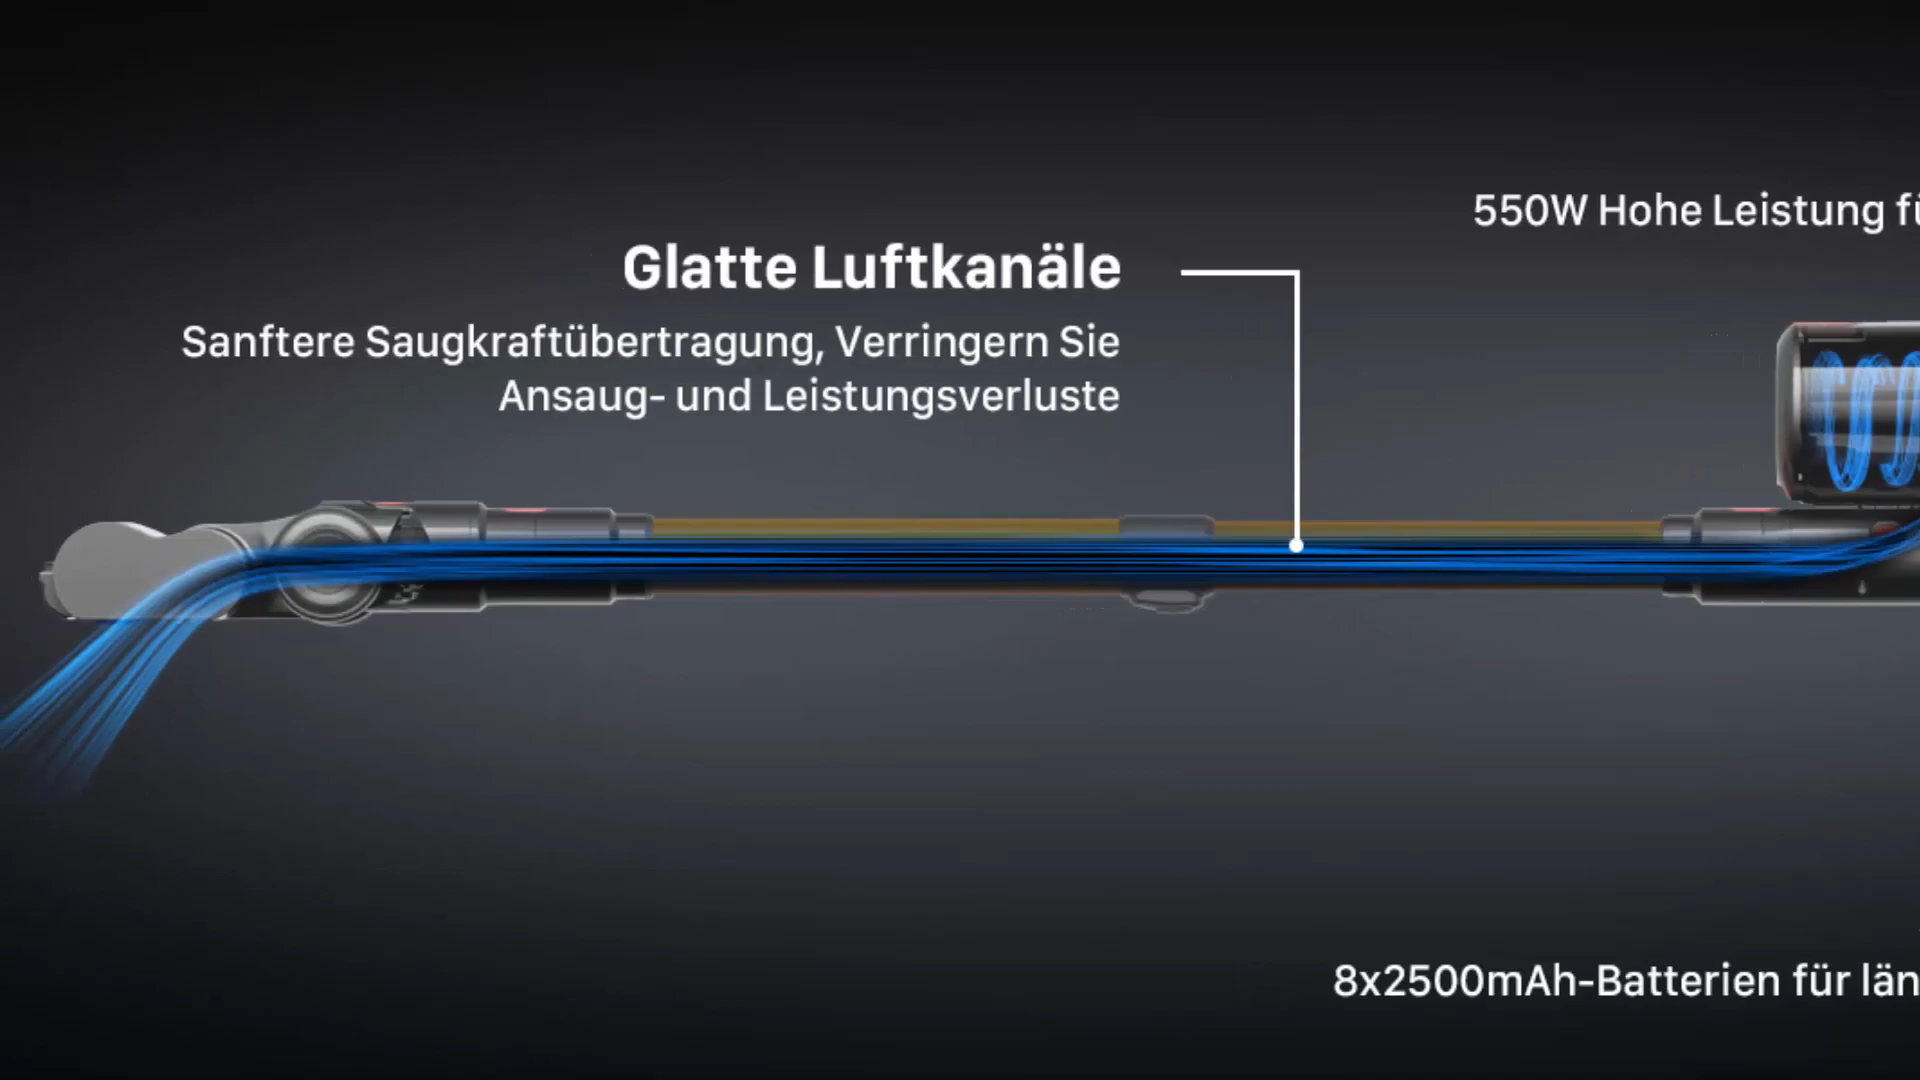 550W Hohe Leistung fü
Glatte Luftkanäle
Sanftere Saugkraftübertragung, Verringern Sie
Ansaug- und Leistungsverluste
8x2500mAh-Batterien für län